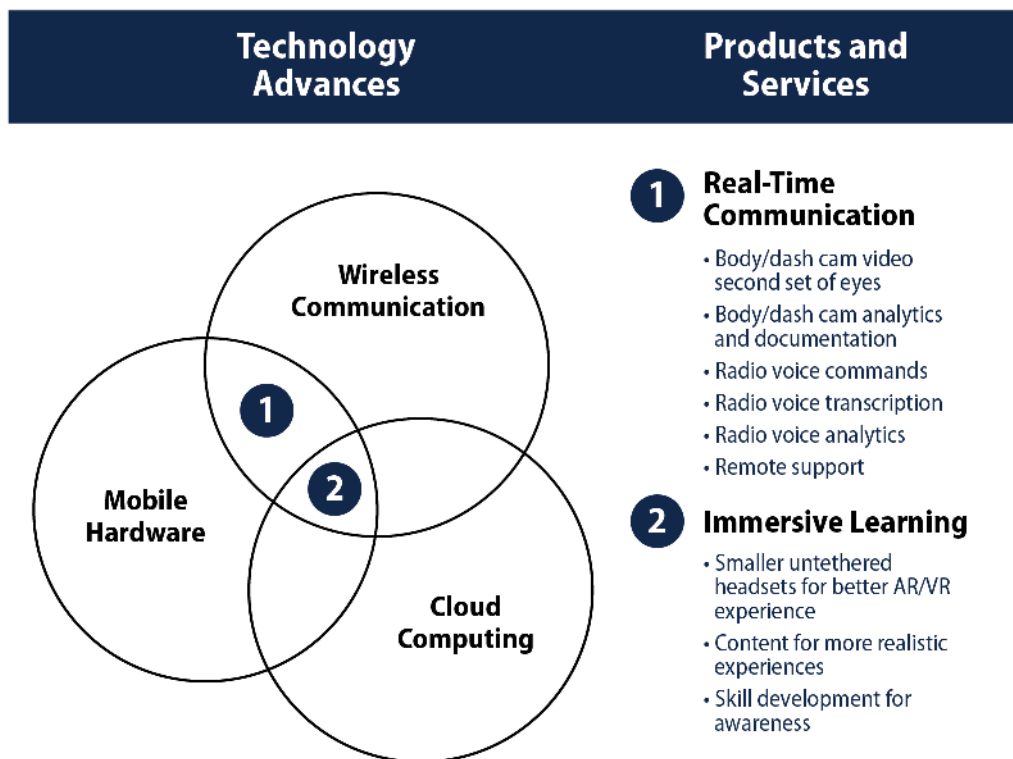 Technology
Advances
Products and
Services
Wireless
Communication
1
2
Mobile
Hardware
Cloud
Computing
1 Real-Time
Communication
• Body/dash cam video
second set of eyes
• Body/dash cam analytics
and documentation
• Radio voice commands
• Radio voice transcription
• Radio voice analytics
• Remote support
2 Immersive Learning
• Smaller untethered
headsets for better AR/VR
experience
• Content for more realistic
experiences
• Skill development for
awareness